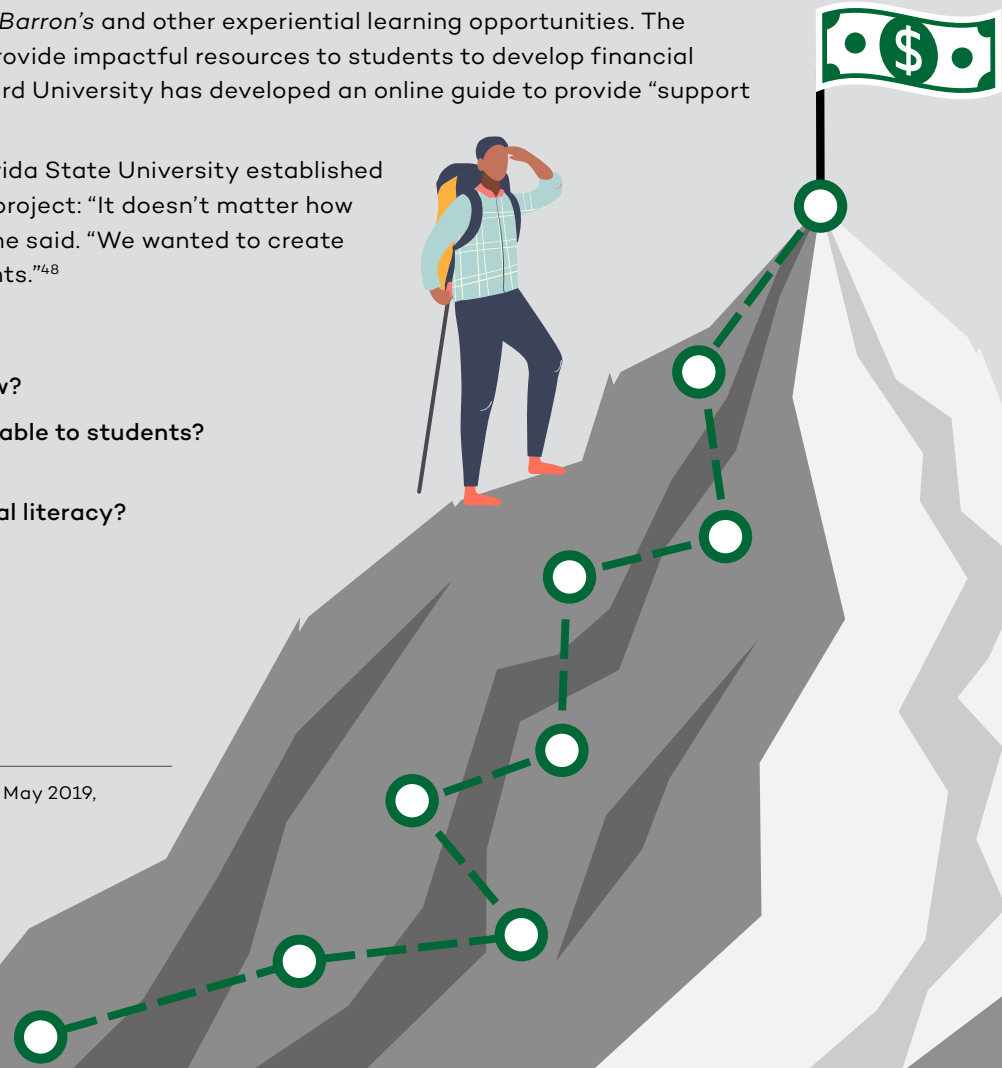 Barron's and other experiential learning opportunities. The
rovide impactful resources to students to develop financial
rd University has developed an online guide to provide “support
rida State University established
project: “It doesn’t matter how
ne said. “We wanted to create
nts.”48
w?
able to students?
al literacy?
May 2019,
$